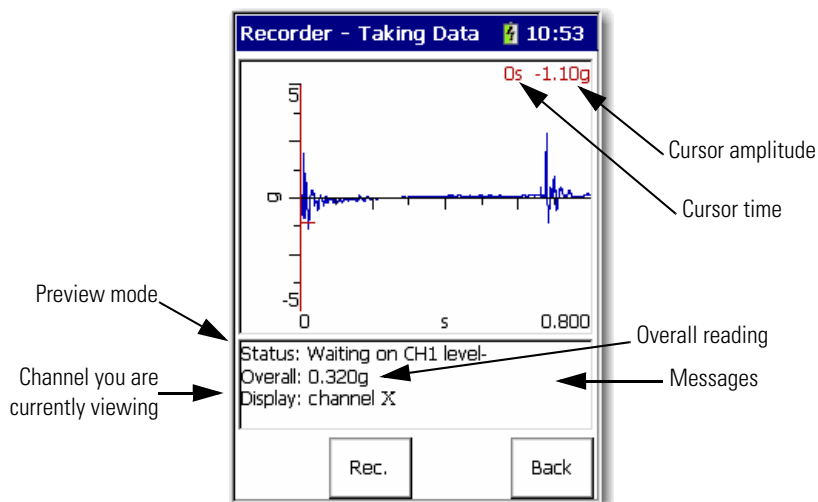 Recorder - Taking Data 10:53
0s -1.10g
5
Cursor amplitude
g
Cursor time
-5
0 s 0.800
Preview mode
Status: Waiting on CH1 level-
Overall reading
Overall: 0.320g
Messages
Channel you are
currently viewing
Display: channel X
Rec. Back